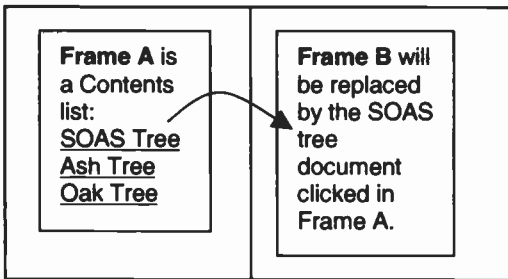 Frame A is
a Contents
list:
SOAS Tree
Ash Tree
Oak Tree
Frame B will
be replaced
by the SOAS
tree
document
clicked in
Frame A.